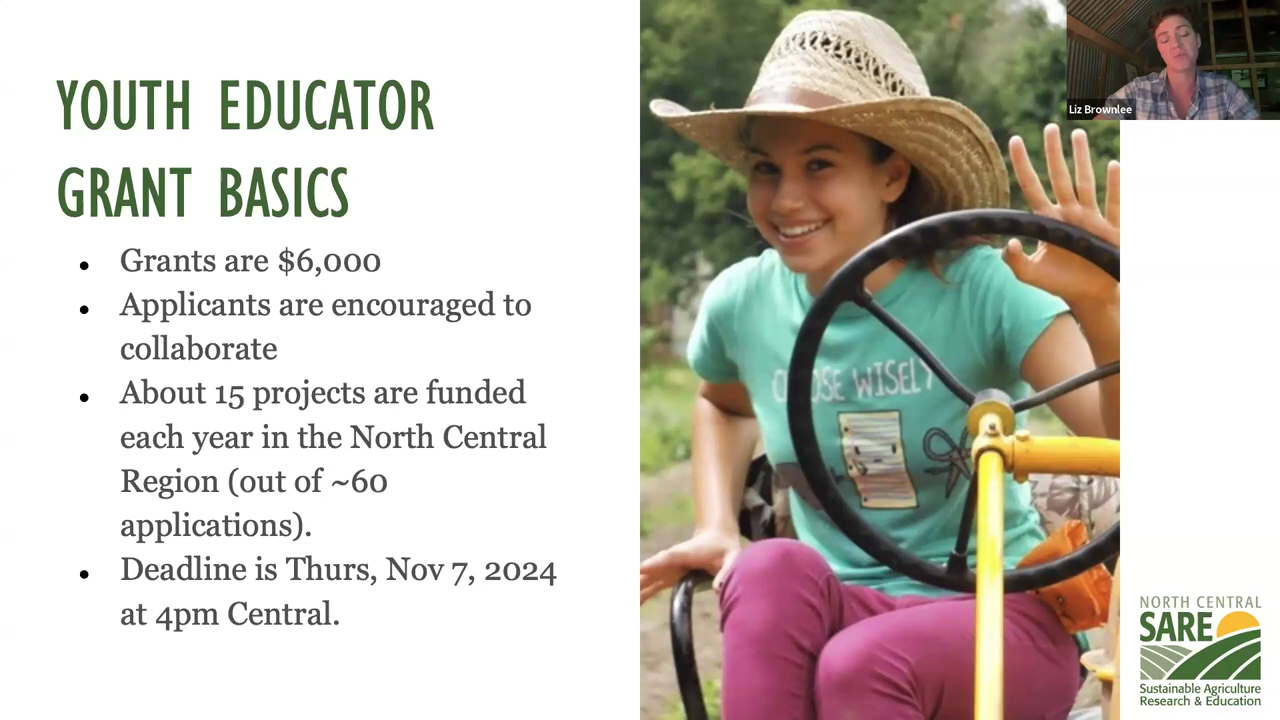 YOUTH EDUCATOR
GRANT BASICS
Grants are $6,000
Applicants are encouraged to
collaborate
About 15 projects are funded
each year in the North Central
Region (out of ~60
applications).
Deadline is Thurs, Nov 7, 2024
at 4pm Central.
WISELY
Liz Brownlee
NORTH CENTRAL
SARE
Sustainable Agriculture
Research & Education